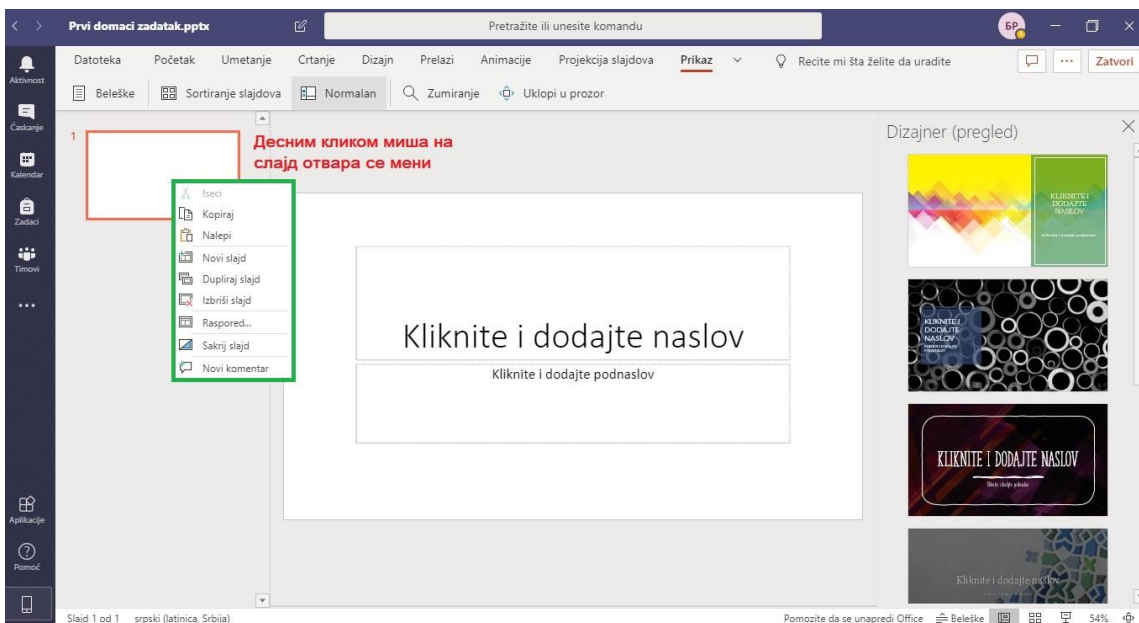 Prvi domaci zadatak.pptx
Pretražite ili unesite komandu
БР
Datoteka Početak Umetanje Crtanje Dizajn Prelazi Animacije Projekcija slajdova Prikaz Recite mi šta želite da uradite Zatvori
Beleške Sortiranje slajdova Normalan Zumiranje Uklopi u prozor
Aktivnost
Ćaskanje
Kalendar
Zadaci
Timovi
Aplikacije
Pomoć
1
Десним кликом миша на
слајд отвара се мени
Iseci
Kopiraj
Nalepi
Novi slajd
Dupliraj slajd
Izbriši slajd
Raspored...
Sakrij slajd
Novi komentar
Kliknite i dodajte naslov
Kliknite i dodajte podnaslov
Dizajner (pregled)
KLIKNITE I
DODAJTE
NASLOV
KLIKNITE I
DODAJTE
NASLOV
KLIKNITE I DODAJTE NASLOV
Kliknite i dodajte naslov
Slajd 1 od 1 srpski (latinica, Srbija)
Pomozite da se unapredi Office Beleške 54%